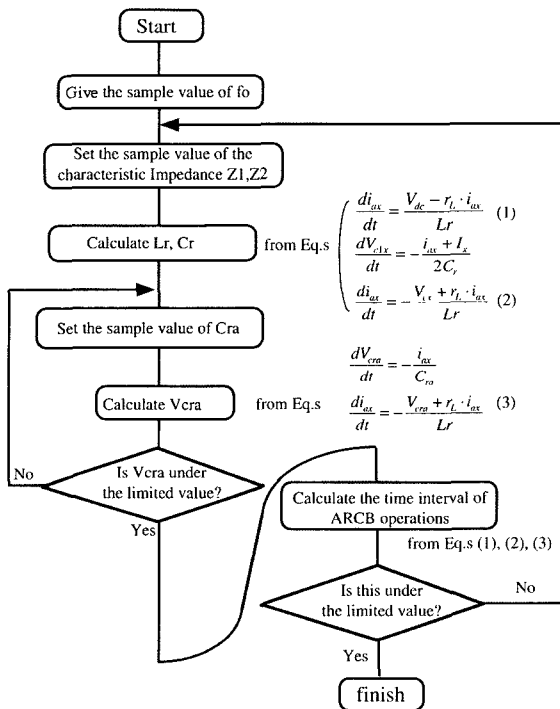 Start
Give the sample value of fo
Set the sample value of the
characteristic Impedance Z1,Z2
Calculate Lr, Cr
from Eq.s
di_ax/dt = (V_dc − r_L · i_ax)/Lr (1)
dV_c1x/dt = −(i_ax + I_x)/2C_r
di_ax/dt = −(V_1x + r_L · i_ax)/Lr (2)
Set the sample value of Cra
Calculate Vcra
from Eq.s
dV_cra/dt = −i_ax/C_ra
di_ax/dt = −(V_cra + r_L · i_ax)/Lr (3)
Is Vcra under
the limited value?
No
Yes
Calculate the time interval of
ARCB operations
from Eq.s (1), (2), (3)
Is this under
the limited value?
No
Yes
finish